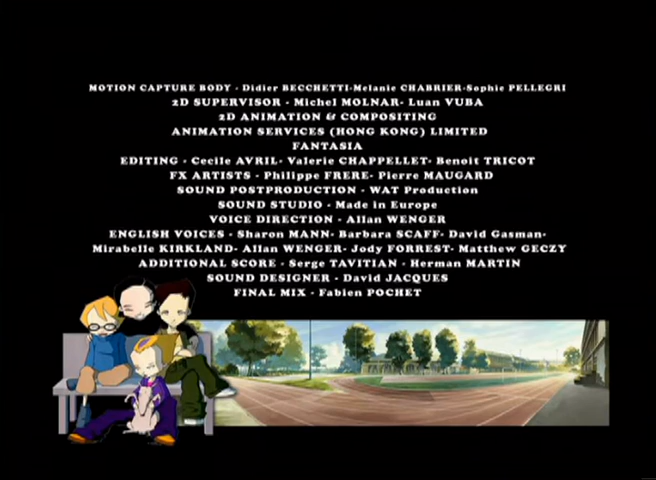 MOTION CAPTURE BODY - Didier BECCHETTI-Melanie CHABRIER-Sophie PELLEGRI
2D SUPERVISOR - Michel MOLNAR- Luan VUBA
2D ANIMATION & COMPOSITING
ANIMATION SERVICES (HONG KONG) LIMITED
FANTASIA
EDITING - Cecile AVRIL- Valerie CHAPPELLET- Benoit TRICOT
FX ARTISTS - Philippe FRERE- Pierre MAUGARD
SOUND POSTPRODUCTION - WAT Production
SOUND STUDIO - Made in Europe
VOICE DIRECTION - Allan WENGER
ENGLISH VOICES - Sharon MANN- Barbara SCAFF- David Gasman-
Mirabelle KIRKLAND- Allan WENGER- Jody FORREST- Matthew GECZY
ADDITIONAL SCORE - Serge TAVITIAN - Herman MARTIN
SOUND DESIGNER - David JACQUES
FINAL MIX - Fabien POCHET